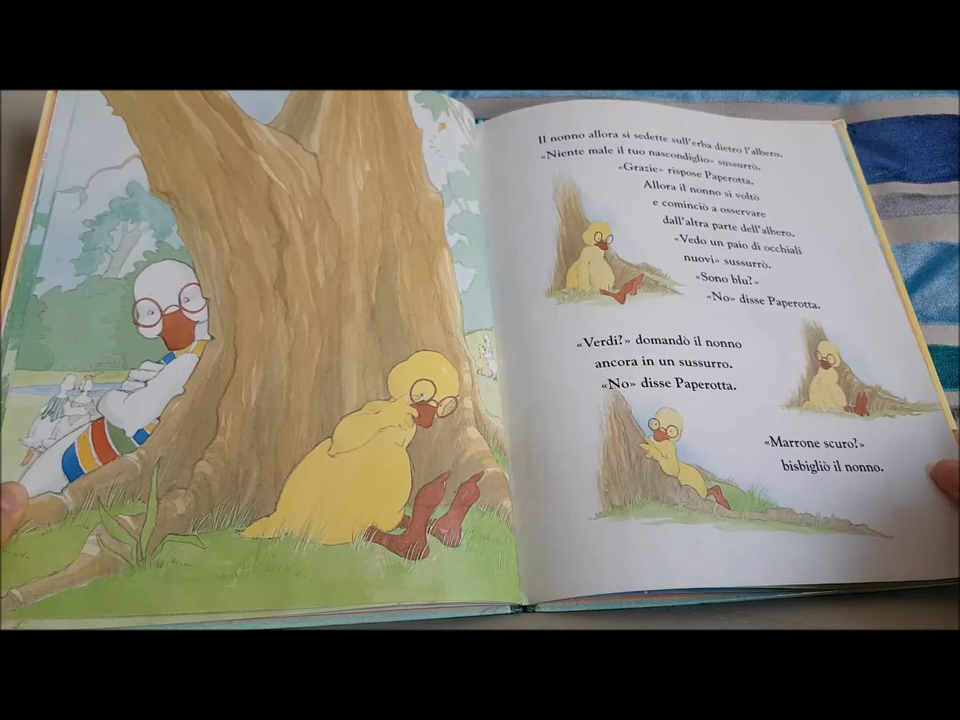 Il nonno allora si sedette sull'erba dietro l'albero.
«Niente male il tuo nascondiglio» sussurrò.
«Grazie» rispose Paperotta.
Allora il nonno si voltò
e cominciò a osservare
dall'altra parte dell'albero.
«Vedo un paio di occhiali
nuovi» sussurrò.
«Sono blu?»
«No» disse Paperotta.
«Verdi?» domandò il nonno
ancora in un sussurro.
«No» disse Paperotta.
«Marrone scuro?»
bisbigliò il nonno.